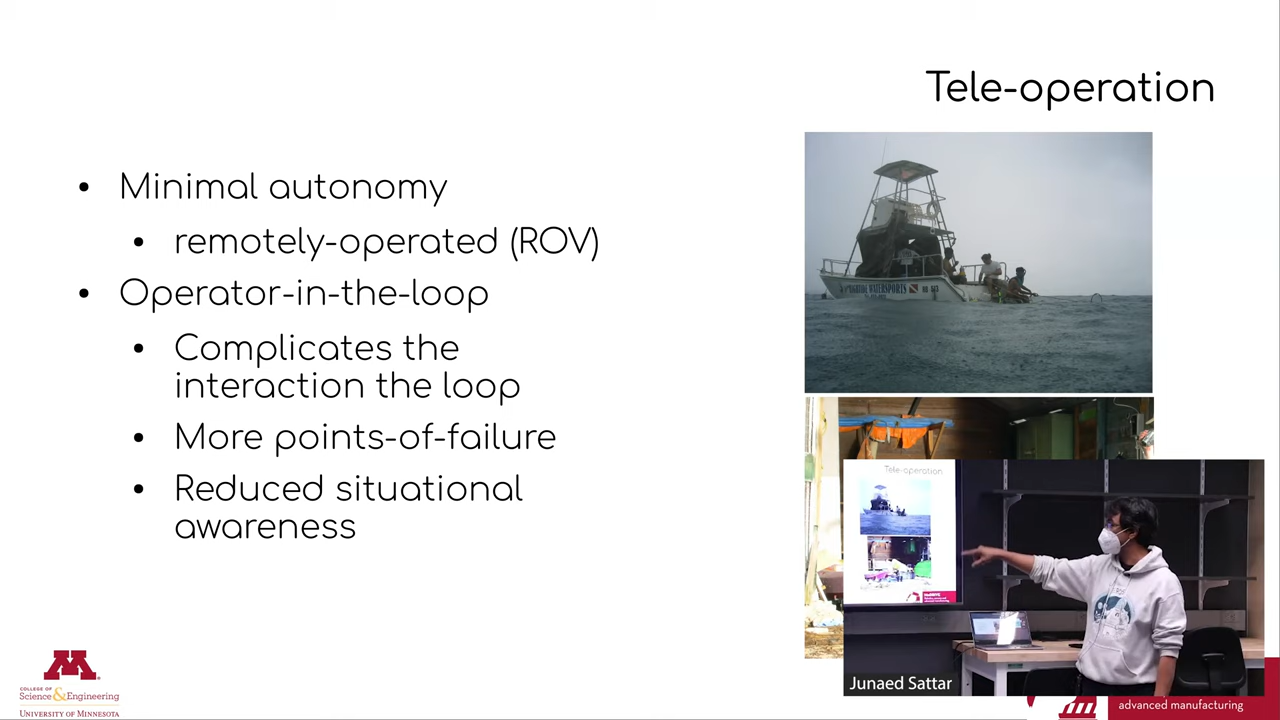 Tele-operation
• Minimal autonomy
• remotely-operated (ROV)
• Operator-in-the-loop
• Complicates the
interaction the loop
• More points-of-failure
• Reduced situational
awareness
WATERSPORTS
Tele-operation
Junaed Sattar
M
COLLEGE OF
Science & Engineering
UNIVERSITY OF MINNESOTA
advanced manufacturing